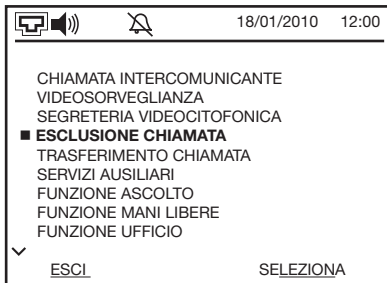 18/01/2010 12:00
CHIAMATA INTERCOMUNICANTE
VIDEOSORVEGLIANZA
SEGRETERIA VIDEOCITOFONICA
ESCLUSIONE CHIAMATA
TRASFERIMENTO CHIAMATA
SERVIZI AUSILIARI
FUNZIONE ASCOLTO
FUNZIONE MANI LIBERE
FUNZIONE UFFICIO
ESCI SELEZIONA